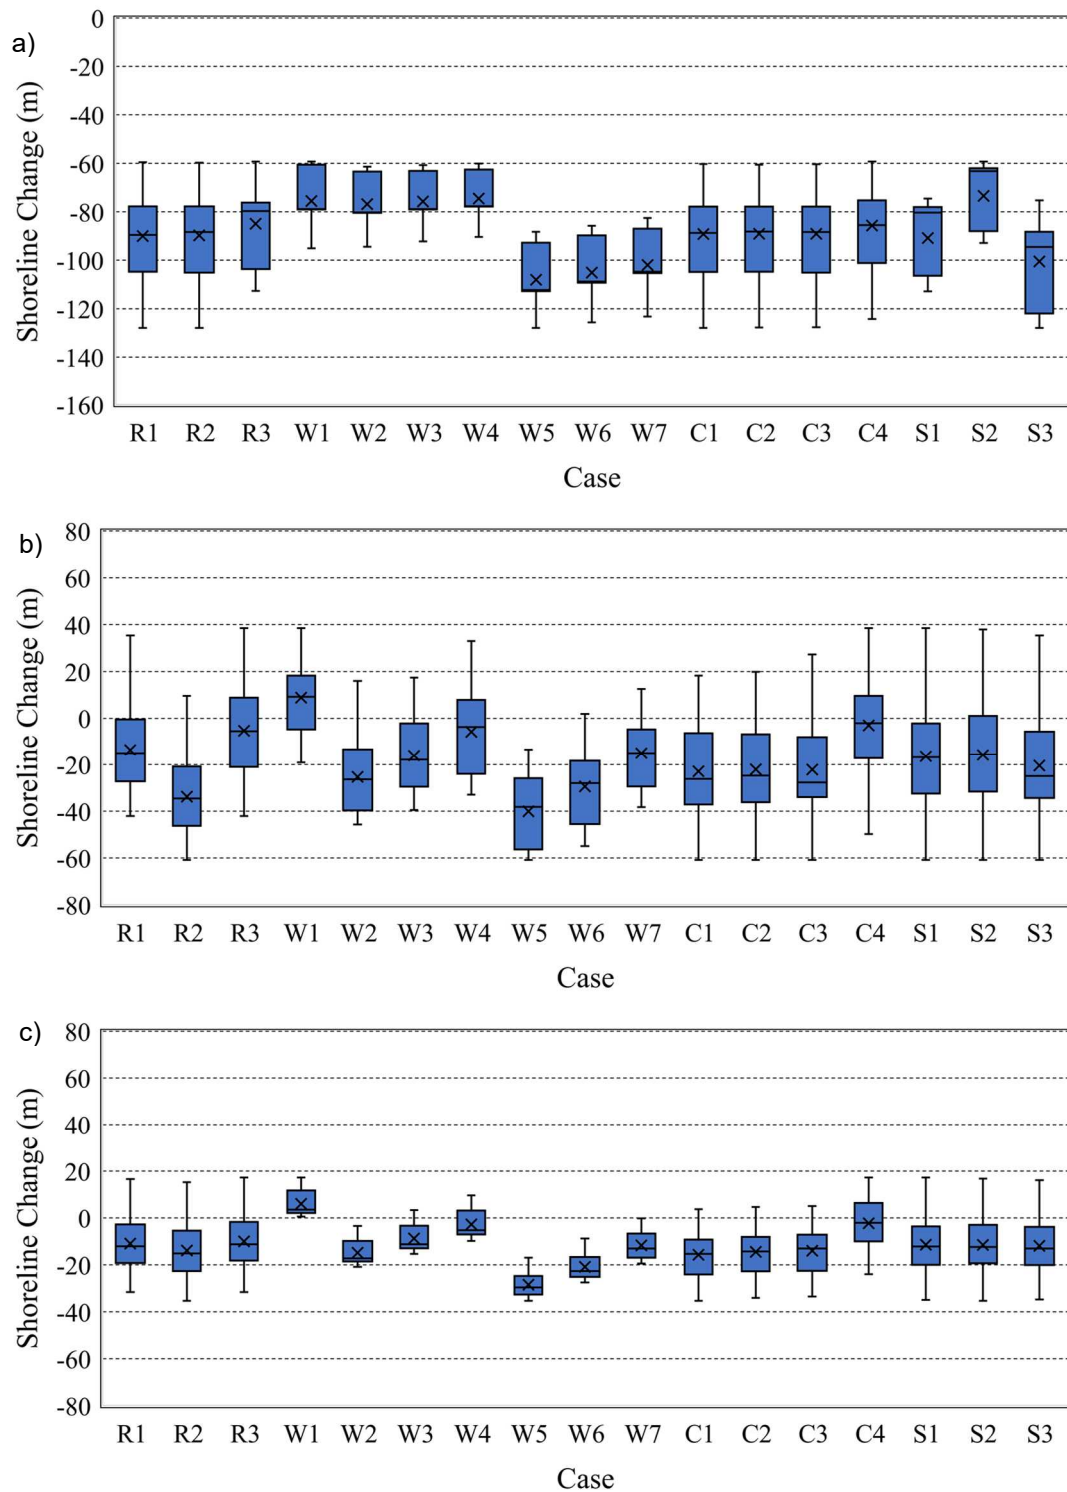 a)
Shoreline Change (m)
0
-20
-40
-60
-80
-100
-120
-140
-160
R1 R2 R3 W1 W2 W3 W4 W5 W6 W7 C1 C2 C3 C4 S1 S2 S3
Case
b)
Shoreline Change (m)
80
60
40
20
0
-20
-40
-60
-80
R1 R2 R3 W1 W2 W3 W4 W5 W6 W7 C1 C2 C3 C4 S1 S2 S3
Case
c)
Shoreline Change (m)
80
60
40
20
0
-20
-40
-60
-80
R1 R2 R3 W1 W2 W3 W4 W5 W6 W7 C1 C2 C3 C4 S1 S2 S3
Case